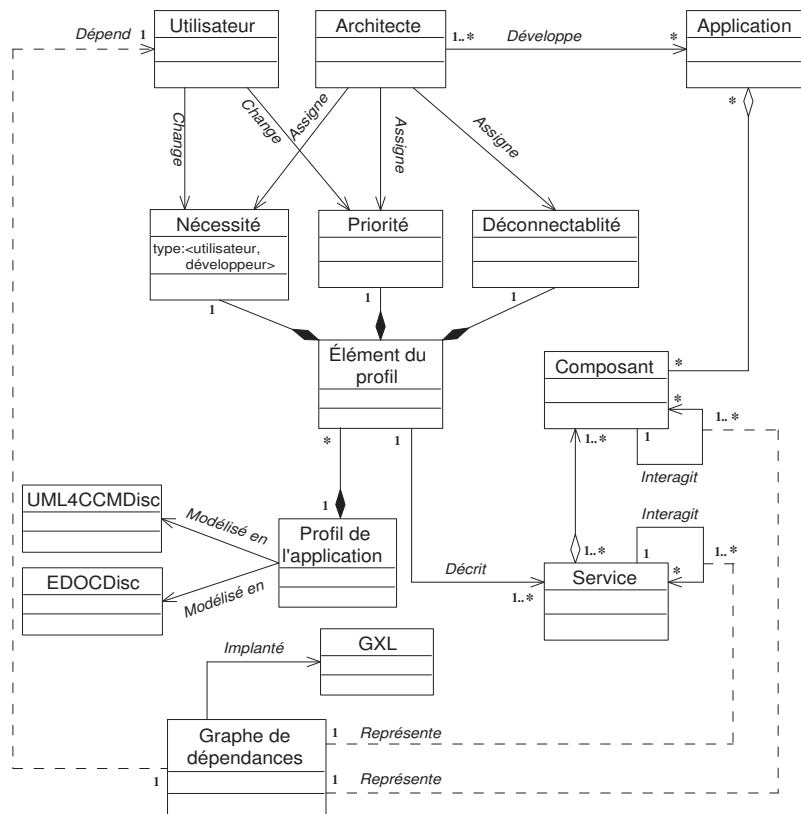 Dépend
1
Utilisateur
Architecte
1..*
Développe
*
Application
*
Change
Change
Assigne
Assigne
Assigne
Nécessité
type:<utilisateur,
développeur>
Priorité
Déconnectablité
1
1
1
Élément du
profil
Composant
*
*
*
1
1..*
1
1..*
Interagit
UML4CCMDisc
Modélisé en
1
Profil de
l'application
Interagit
EDOCDisc
Modélisé en
Décrit
1..*
1..*
1
1..*
*
Service
Implanté
GXL
Graphe de
dépendances
1
Représente
1
1
Représente